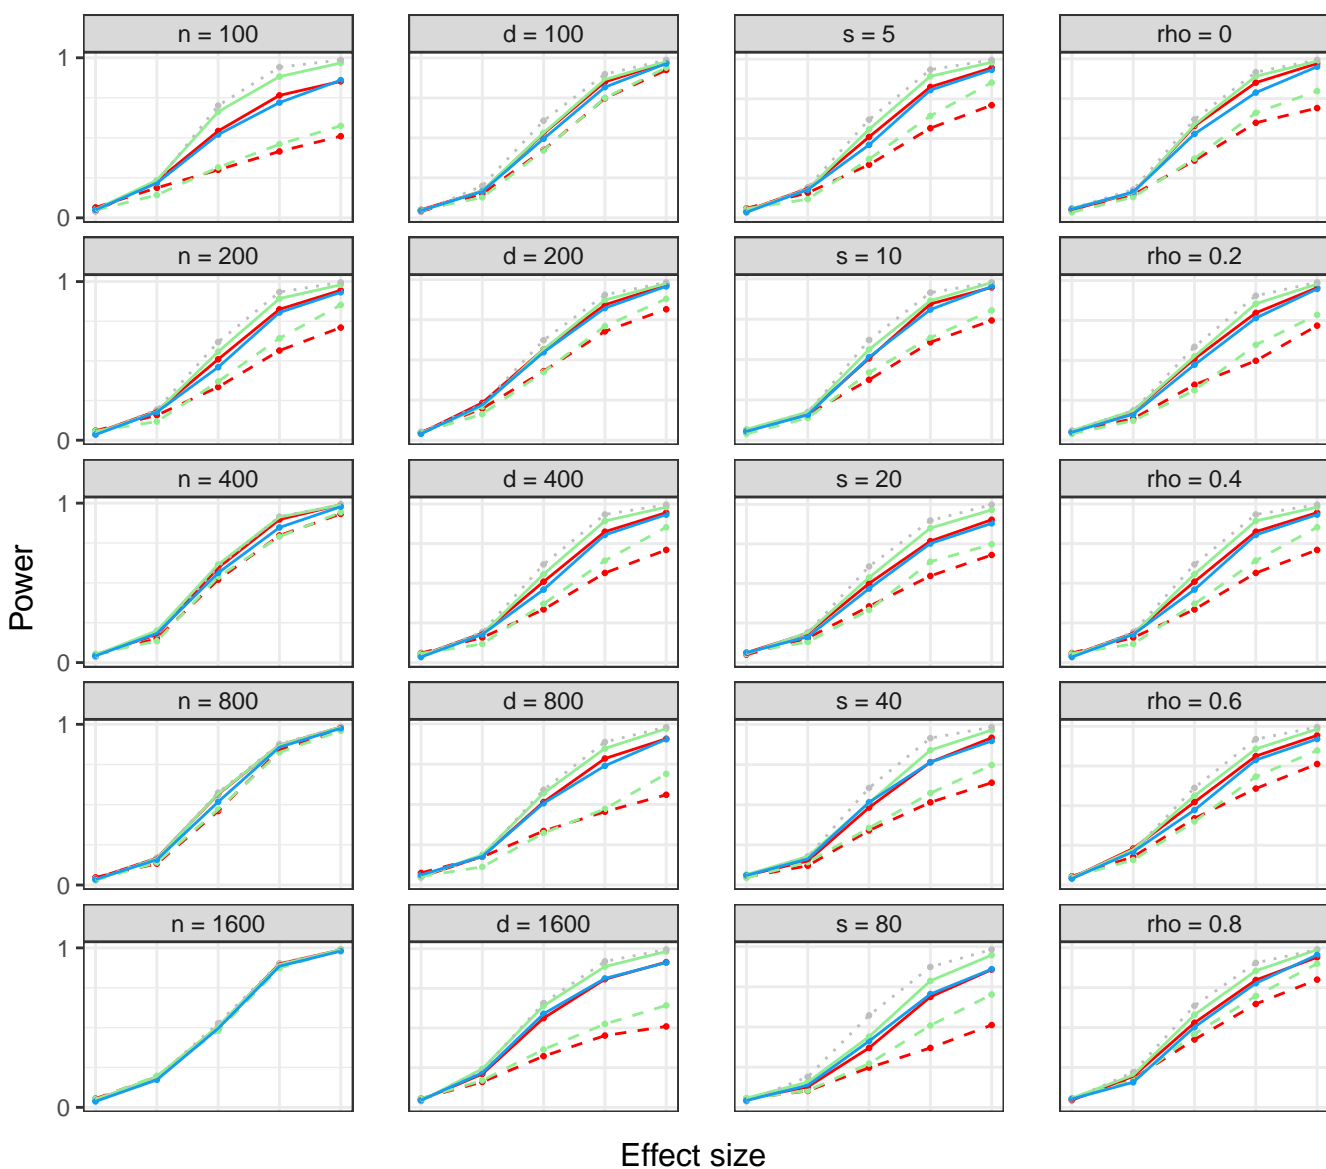 n = 100
d = 100
s = 5
rho = 0
1
0
n = 200
d = 200
s = 10
rho = 0.2
1
0
n = 400
d = 400
s = 20
rho = 0.4
1
0
Power
n = 800
d = 800
s = 40
rho = 0.6
1
0
n = 1600
d = 1600
s = 80
rho = 0.8
1
0
Effect size